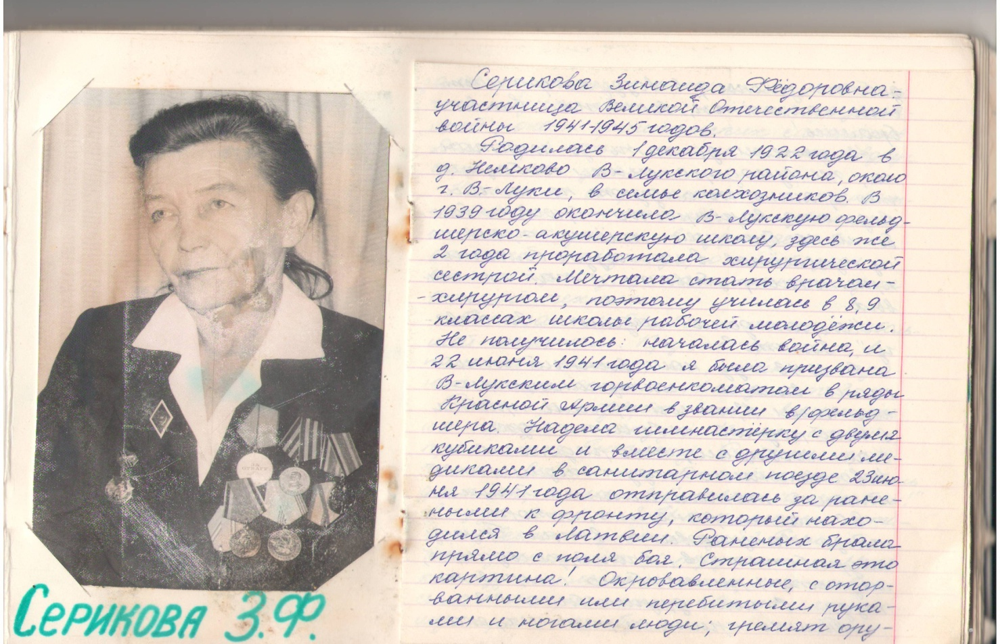 Серикова Зинаида Фёдоровна -
участница Великой Отечественной
войны 1941-1945 годов.
Родилась 1 декабря 1922 года в
д. Немково В-Лукского района, около
г. В-Луки, в семье колхозников. В
1939 году окончила В-Лукскую фельд-
шерско-акушерскую школу, здесь же
2 года проработала хирургической
сестрой. Мечтала стать врачом-
-хирургом, поэтому училась в 8,9
классах школы рабочей молодёжи.
Не получилось: началась война, и
22 июня 1941 года я была призвана
В-Лукским горвоенкоматом в ряды
Красной Армии в звании в/фельд-
шера. Надела гимнастёрку с двумя
кубиками и вместе с другими ме-
диками в санитарном поезде 23 ию-
ня 1941 года отправилась за ране-
ными к фронту, который нахо-
дился в Латвии. Раненых брала
прямо с поля боя. Страшная это
картина! Окровавленные, с отор-
ванными или перебитыми рука-
ми и ногами люди; гремят ору-
ЗА
ОТВАГУ
СЕРИКОВА З.Ф.